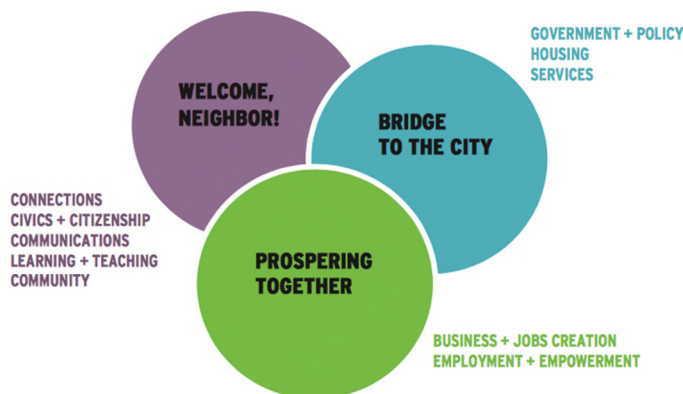 WELCOME,
NEIGHBOR!
CONNECTIONS
CIVICS + CITIZENSHIP
COMMUNICATIONS
LEARNING + TEACHING
COMMUNITY
BRIDGE
TO THE CITY
GOVERNMENT + POLICY
HOUSING
SERVICES
PROSPERING
TOGETHER
BUSINESS + JOBS CREATION
EMPLOYMENT + EMPOWERMENT